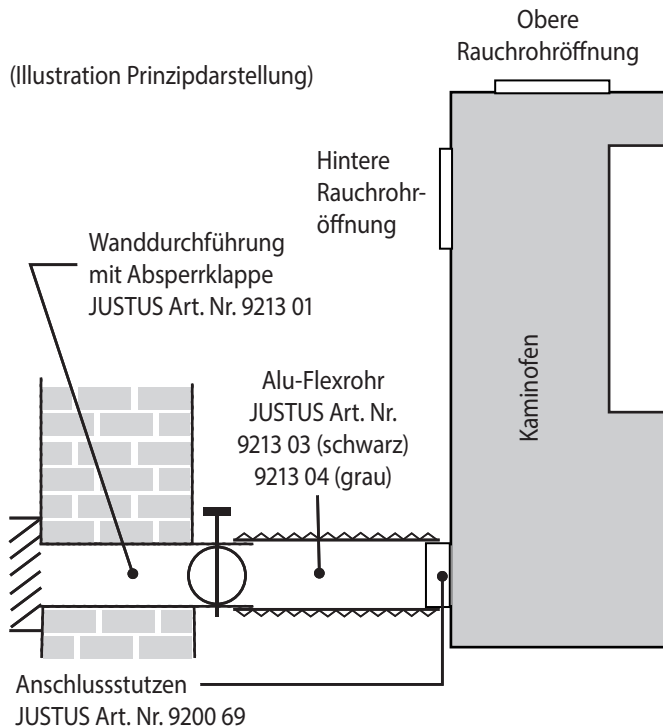 Obere
Rauchrohröffnung
(Illustration Prinzipdarstellung)
Hintere
Rauchrohr-
öffnung
Wanddurchführung
mit Absperrklappe
JUSTUS Art. Nr. 9213 01
Alu-Flexrohr
JUSTUS Art. Nr.
9213 03 (schwarz)
9213 04 (grau)
Kaminofen
Anschlussstutzen
JUSTUS Art. Nr. 9200 69